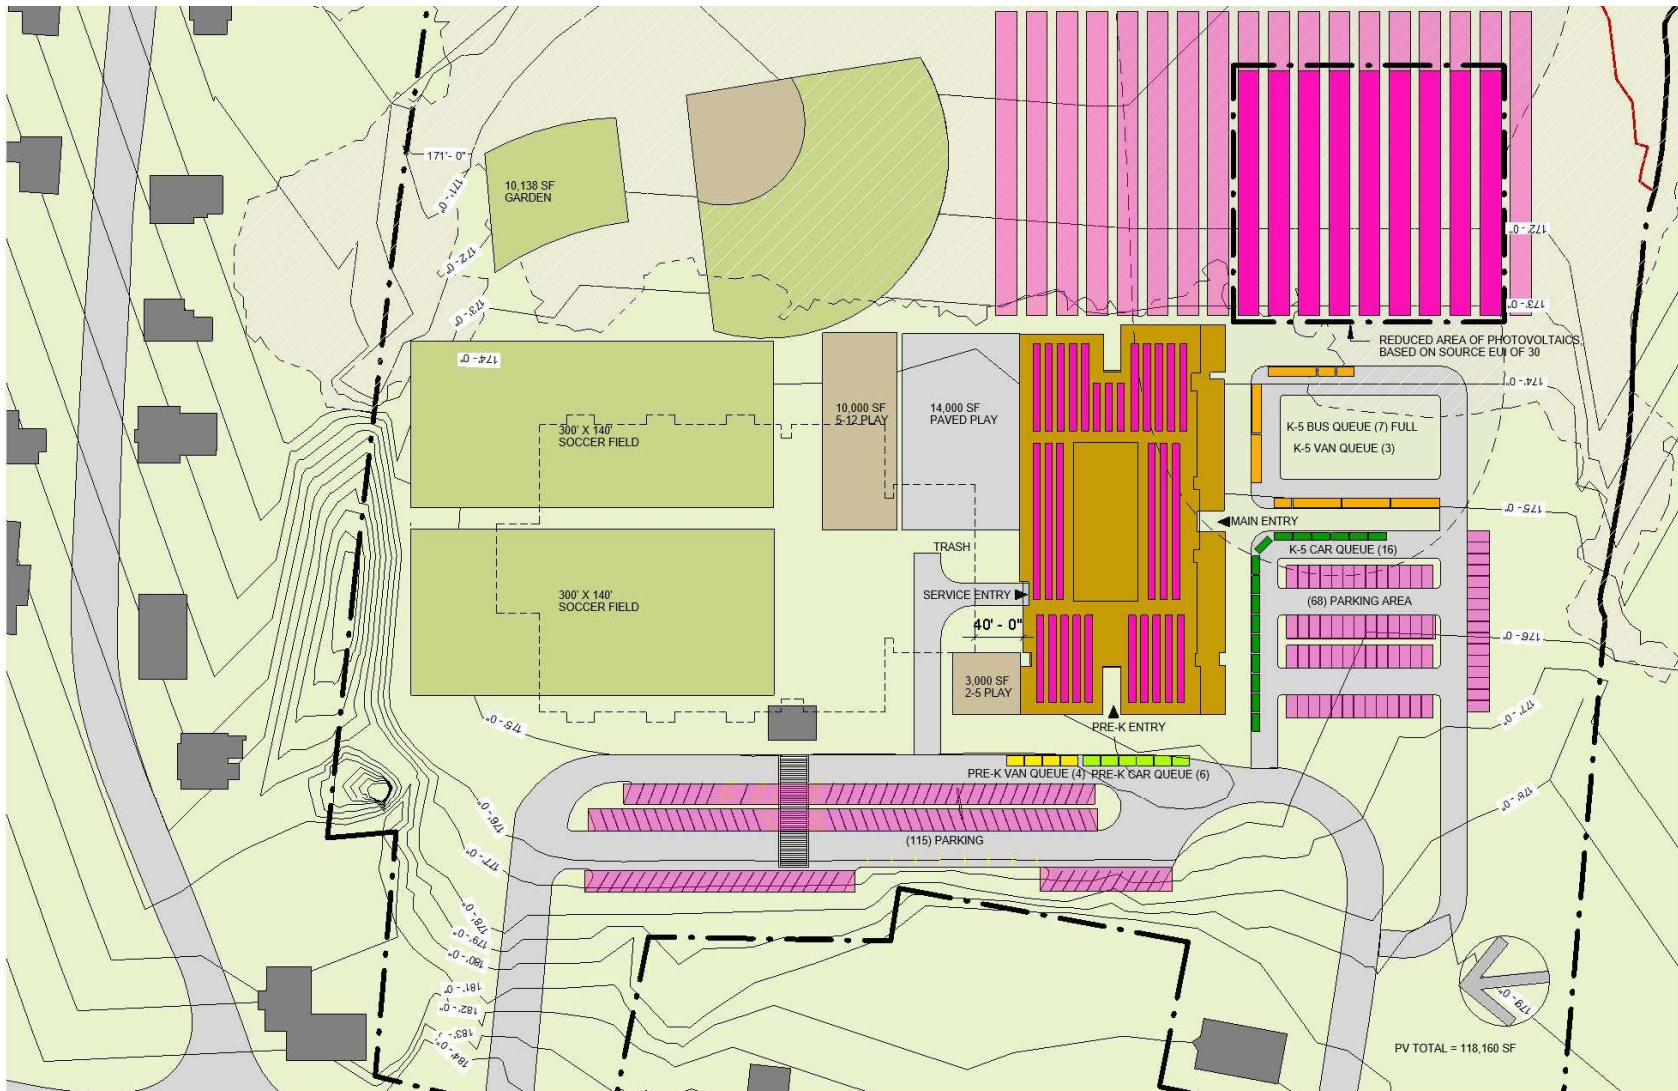 171'- 0"
171'- 0"
172'- 0"
173'- 0"
174'- 0"
10,138 SF
GARDEN
172'-0"
173'-0"
REDUCED AREA OF PHOTOVOLTAICS
BASED ON SOURCE EUI OF 30
174'-0"
300' X 140'
SOCCER FIELD
10,000 SF
5-12 PLAY
14,000 SF
PAVED PLAY
K-5 BUS QUEUE (7) FULL
K-5 VAN QUEUE (3)
175'-0"
MAIN ENTRY
TRASH
K-5 CAR QUEUE (16)
300' X 140'
SOCCER FIELD
SERVICE ENTRY
(68) PARKING AREA
40' - 0"
176'-0"
3,000 SF
2-5 PLAY
177'-0"
175'-0"
PRE-K ENTRY
PRE-K VAN QUEUE (4)
PRE-K CAR QUEUE (6)
178'-0"
176'-0"
(115) PARKING
177'-0"
178'-0"
179'-0"
180'-0"
181'- 0"
182'- 0"
183'-
184'-0"
179'-0"
PV TOTAL = 118,160 SF